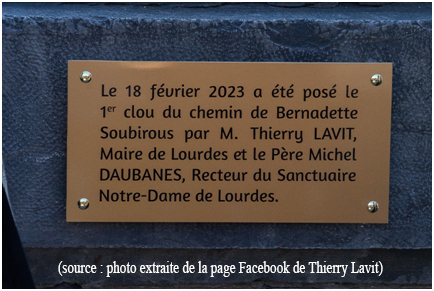 Le 18 février 2023 a été posé le
1er clou du chemin de Bernadette
Soubirous par M. Thierry LAVIT,
Maire de Lourdes et le Père Michel
DAUBANES, Recteur du Sanctuaire
Notre-Dame de Lourdes.
(source : photo extraite de la page Facebook de Thierry Lavit)